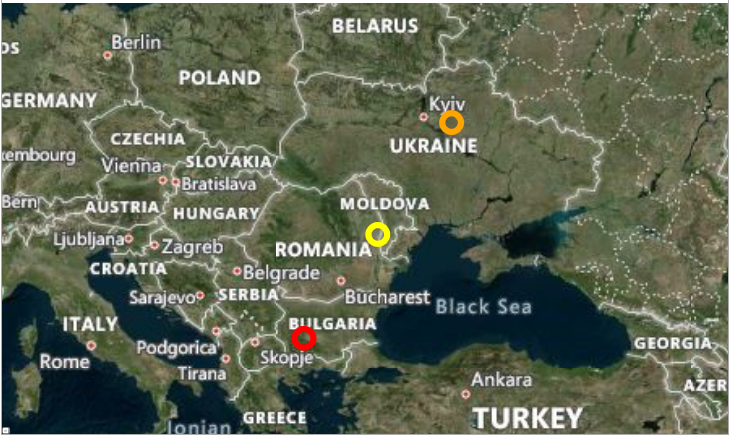 BELARUS
Berlin
DS
POLAND
GERMANY
Kyiv
CZECHIA
UKRAINE
xembourg
SLOVAKIA
Vienna
Bratislava
Bern
AUSTRIA
HUNGARY
MOLDOVA
Ljubljana
Zagreb
ROMANIA
CROATIA
Belgrade
Sarajevo
SERBIA
Bucharest
Black Sea
ITALY
BULGARIA
Podgorica
GEORGIA
Rome
Skopje
Tirana
Ankara
AZER
GREECE
TURKEY
Ionian